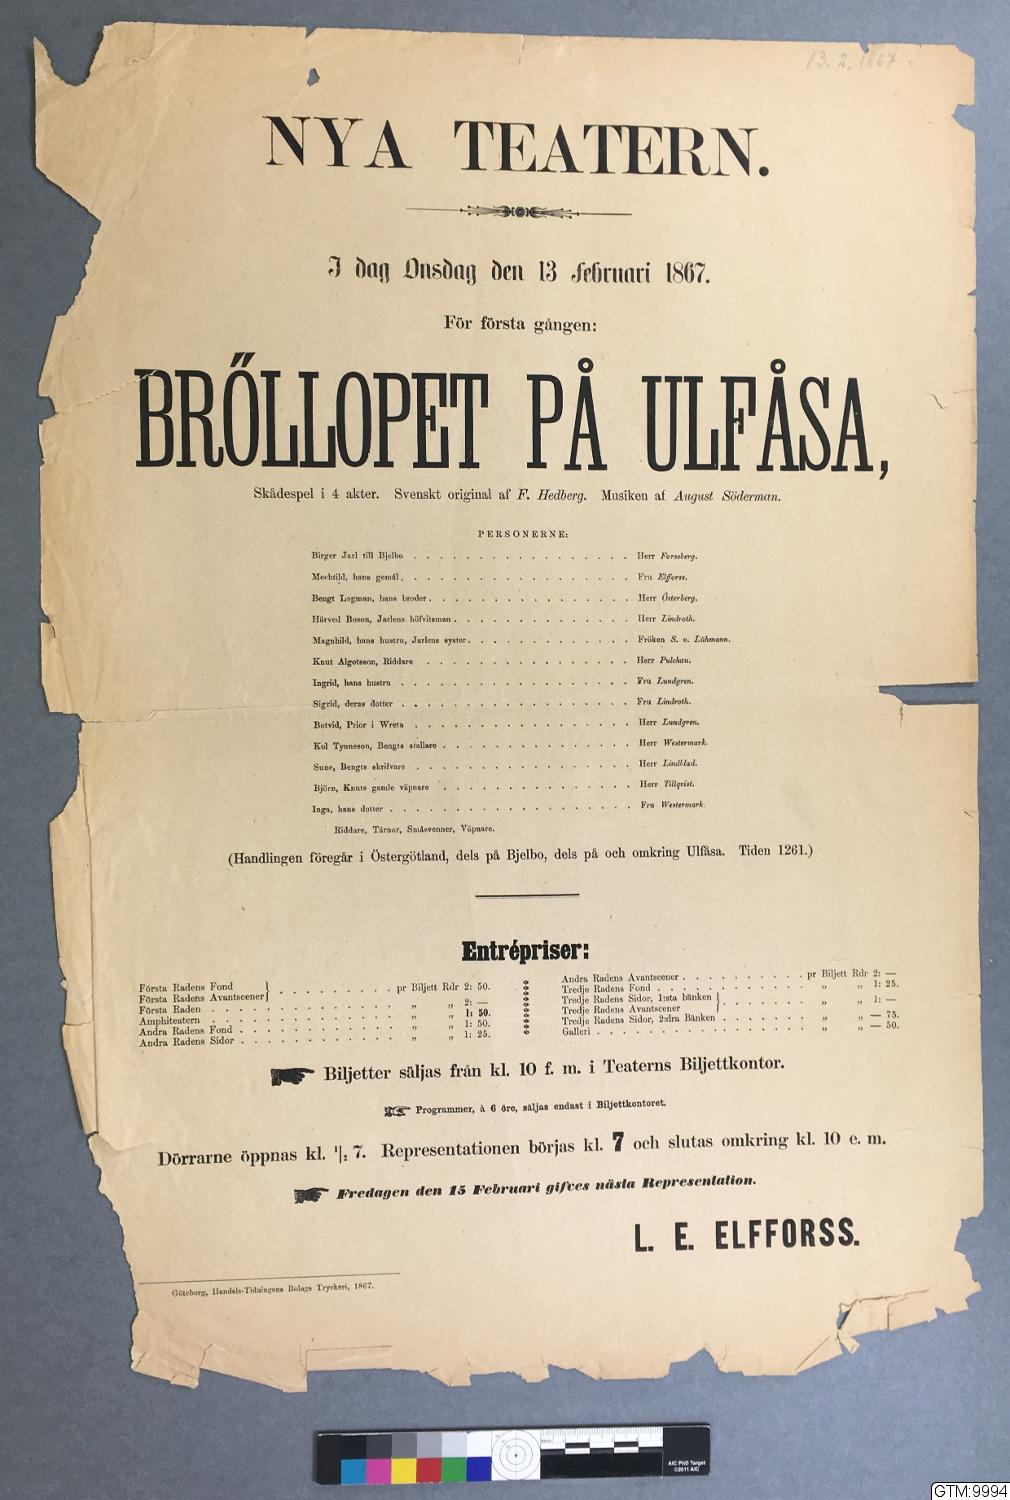 13. 2. 1867
NYA TEATERN.
I dag Onsdag den 13 februari 1867.
För första gången:
BRÖLLOPET PÅ ULFÅSA,
Skådespel i 4 akter. Svenskt original af F. Hedberg. Musiken af August Söderman.
PERSONERNE:
Birger Jarl till Bjelbo . . . . . . . . . . . . . . . . . Herr Forssberg.
Mechtild, hans gemål . . . . . . . . . . . . . . . . . Fru Elfforss.
Bengt Lagman, hans broder . . . . . . . . . . . . . . . Herr Österberg.
Härved Boson, Jarlens höfvitsman . . . . . . . . . . . . . Herr Lindroth.
Magnhild, hans hustru, Jarlens syster . . . . . . . . . . . . Fröken S. v. Lühmann.
Knut Algotsson, Riddare . . . . . . . . . . . . . . . . Herr Pulchau.
Ingrid, hans hustru . . . . . . . . . . . . . . . . . . Fru Lundgren.
Sigrid, deras dotter . . . . . . . . . . . . . . . . . . Fru Lindroth.
Botvid, Prior i Wreta . . . . . . . . . . . . . . . . . Herr Lundgren.
Kol Tynneson, Bengts stallare . . . . . . . . . . . . . . Herr Westermark.
Sune, Bengts skrifvare . . . . . . . . . . . . . . . . . Herr Lindblad.
Björn, Knuts gamle väpnare . . . . . . . . . . . . . . . Herr Tillqvist.
Inga, hans dotter . . . . . . . . . . . . . . . . . . . Fru Westermark.
Riddare, Tärnor, Småsvenner, Väpnare.
(Handlingen föregår i Östergötland, dels på Bjelbo, dels på och omkring Ulfåsa. Tiden 1261.)
Entrépriser:
Första Radens Fond
Första Radens Avantscener } . . . . . . . . . pr Biljett Rdr 2: 50.
Första Raden . . . . . . . . . . . . . . „ „ 2: —
Amphiteatern . . . . . . . . . . . . . . „ „ 1: 50.
Andra Radens Fond . . . . . . . . . . . . „ „ 1: 50.
Andra Radens Sidor . . . . . . . . . . . . „ „ 1: 25.
Andra Radens Avantscener . . . . . . . . . . pr Biljett Rdr 2: —
Tredje Radens Fond . . . . . . . . . . . . „ „ 1: 25.
Tredje Radens Sidor, 1:sta bänken
Tredje Radens Avantscener } . . . . . . . . „ „ 1: —
Tredje Radens Sidor, 2:dra Bänken . . . . . . . „ „ — 75.
Galleri . . . . . . . . . . . . . . . . „ „ — 50.
Biljetter säljas från kl. 10 f. m. i Teaterns Biljettkontor.
Programmer, à 6 öre, säljas endast i Biljettkontoret.
Dörrarne öppnas kl. 1/2 7. Representationen börjas kl. 7 och slutas omkring kl. 10 e. m.
Fredagen den 15 Februari gifves nästa Representation.
L. E. ELFFORSS.
Göteborg, Handels-Tidningens Bolags Tryckeri, 1867.
AIC PhD Target
©2011 AIC
GTM:9994